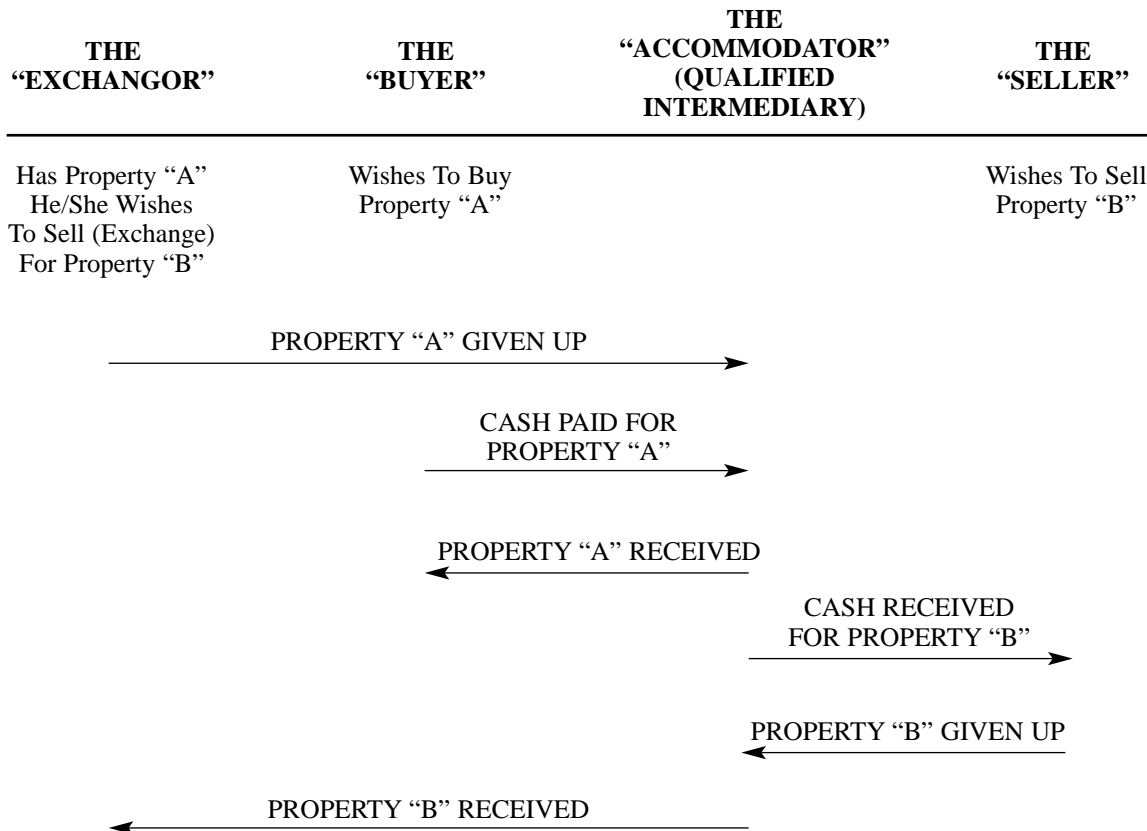 THE
“EXCHANGOR”
THE
“BUYER”
THE
“ACCOMMODATOR”
(QUALIFIED
INTERMEDIARY)
THE
“SELLER”
Has Property “A”
He/She Wishes
To Sell (Exchange)
For Property “B”
Wishes To Buy
Property “A”
Wishes To Sell
Property “B”
PROPERTY “A” GIVEN UP
CASH PAID FOR
PROPERTY “A”
PROPERTY “A” RECEIVED
CASH RECEIVED
FOR PROPERTY “B”
PROPERTY “B” GIVEN UP
PROPERTY “B” RECEIVED